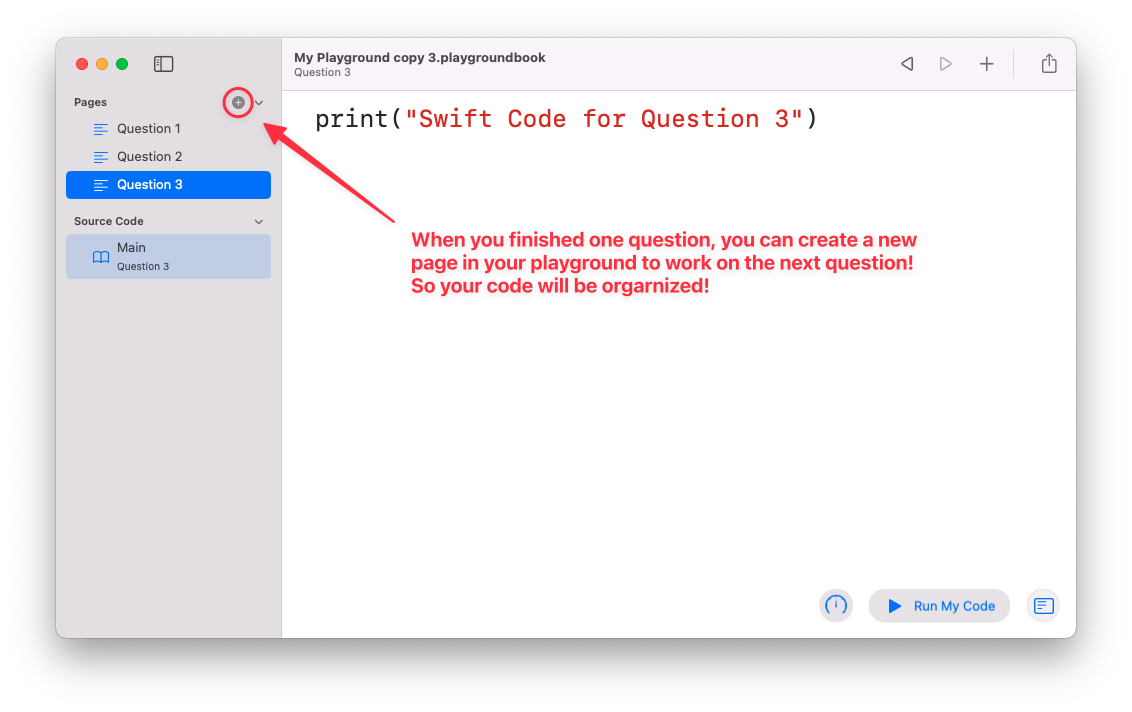 My Playground copy 3.playgroundbook
Question 3
Pages
Question 1
Question 2
Question 3
Source Code
Main
Question 3
print("Swift Code for Question 3")
When you finished one question, you can create a new
page in your playground to work on the next question!
So your code will be orgarnized!
Run My Code